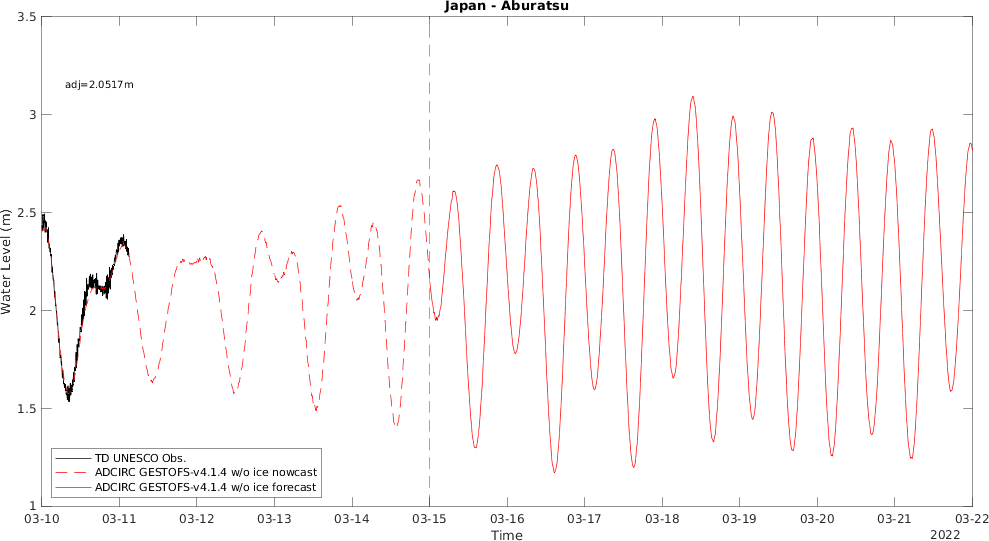 Japan - Aburatsu
3.5
3
2.5
2
1.5
1
Water Level (m)
adj=2.0517m
TD UNESCO Obs.
ADCIRC GESTOFS-v4.1.4 w/o ice nowcast
ADCIRC GESTOFS-v4.1.4 w/o ice forecast
03-10 03-11 03-12 03-13 03-14 03-15 03-16 03-17 03-18 03-19 03-20 03-21 03-22
Time
2022